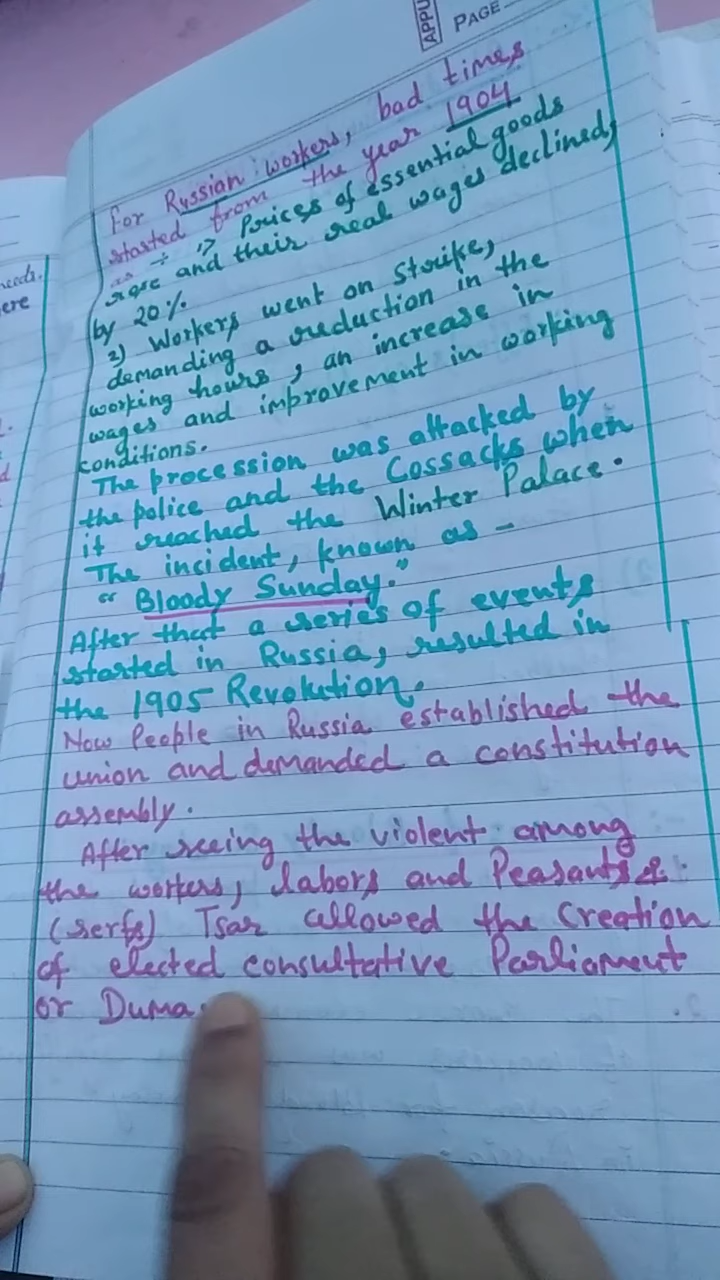 APPU
PAGE
For Russian workers, bad times
started from the year 1904
as ÷ 1) Prices of essential goods
rose and their real wages declined,
by 20%
2) Workers went on strike,
demanding a reduction in the
working hours, an increase in
wages and improvement in working
conditions.
The procession was attacked by
the police and the Cossacks when
it reached the Winter Palace.
The incident, known as -
"Bloody Sunday."
After that a series of events
started in Russia, resulted in
the 1905 Revolution.
Now People in Russia established the
union and demanded a constitution
assembly.
After seeing the violent among
the workers, labors and Peasants &
(serfs) Tsar allowed the Creation
of elected consultative Parliament
or Duma.
needs.
ere